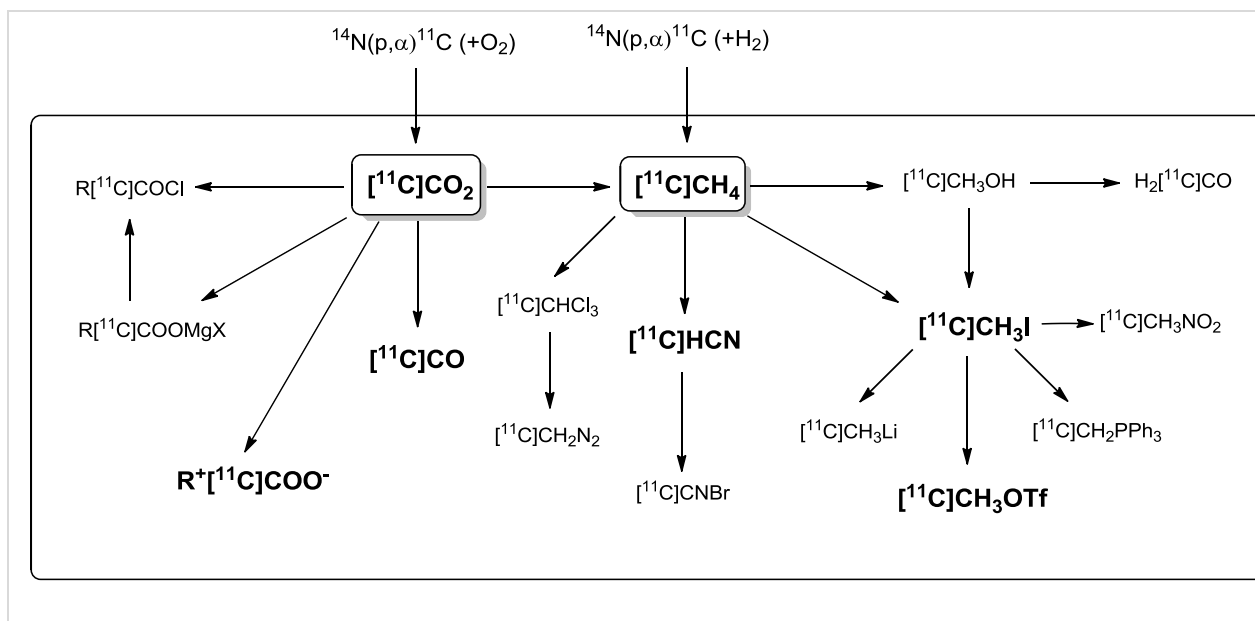 ¹⁴N(p,α)¹¹C (+O₂)
¹⁴N(p,α)¹¹C (+H₂)
R[¹¹C]COCl
[¹¹C]CO₂
[¹¹C]CH₄
[¹¹C]CH₃OH
H₂[¹¹C]CO
R[¹¹C]COOMgX
[¹¹C]CO
[¹¹C]CHCl₃
[¹¹C]HCN
[¹¹C]CH₃I
[¹¹C]CH₃NO₂
[¹¹C]CH₂N₂
[¹¹C]CH₃Li
[¹¹C]CH₂PPh₃
R⁺[¹¹C]COO⁻
[¹¹C]CNBr
[¹¹C]CH₃OTf